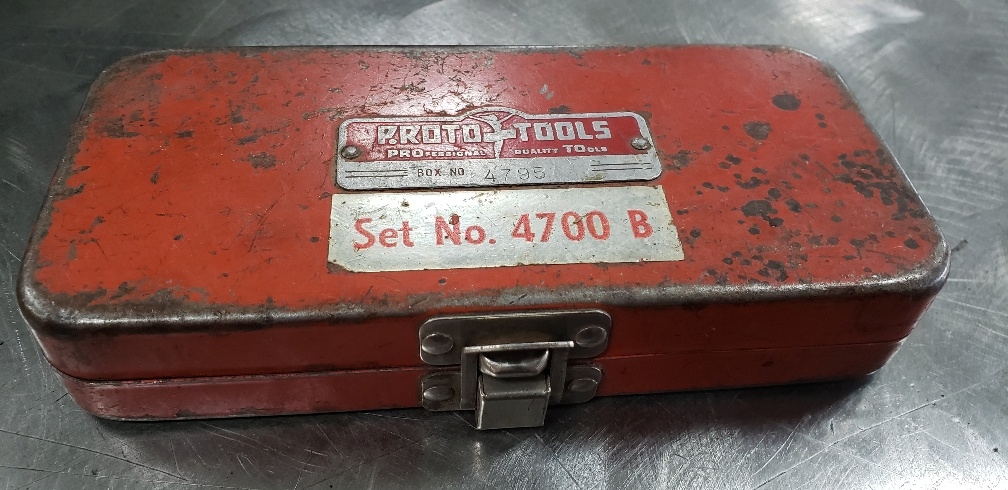 PROTO TOOLS
PROFESSIONAL QUALITY TOOLS
BOX NO 4795
Set No. 4700 B